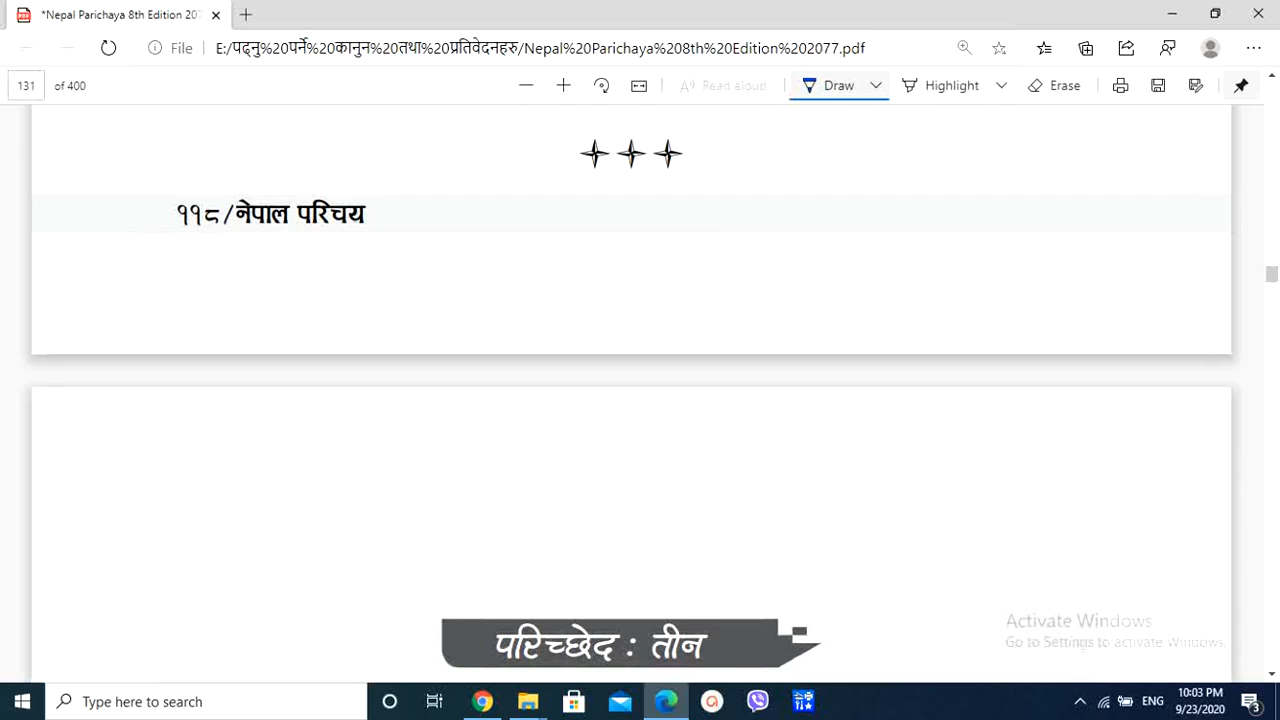 *Nepal Parichaya 8th Edition 207
File
E:/पढ्नु%20पर्ने%20कानुन%20तथा%20प्रतिवेदनहरु/Nepal%20Parichaya%208th%20Edition%202077.pdf
131 of 400
Read aloud
Draw
Highlight
Erase
११८/नेपाल परिचय
परिच्छेद : तीन
Activate Windows
Go to Settings to activate Windows.
Type here to search
ENG
10:03 PM
9/23/2020
3